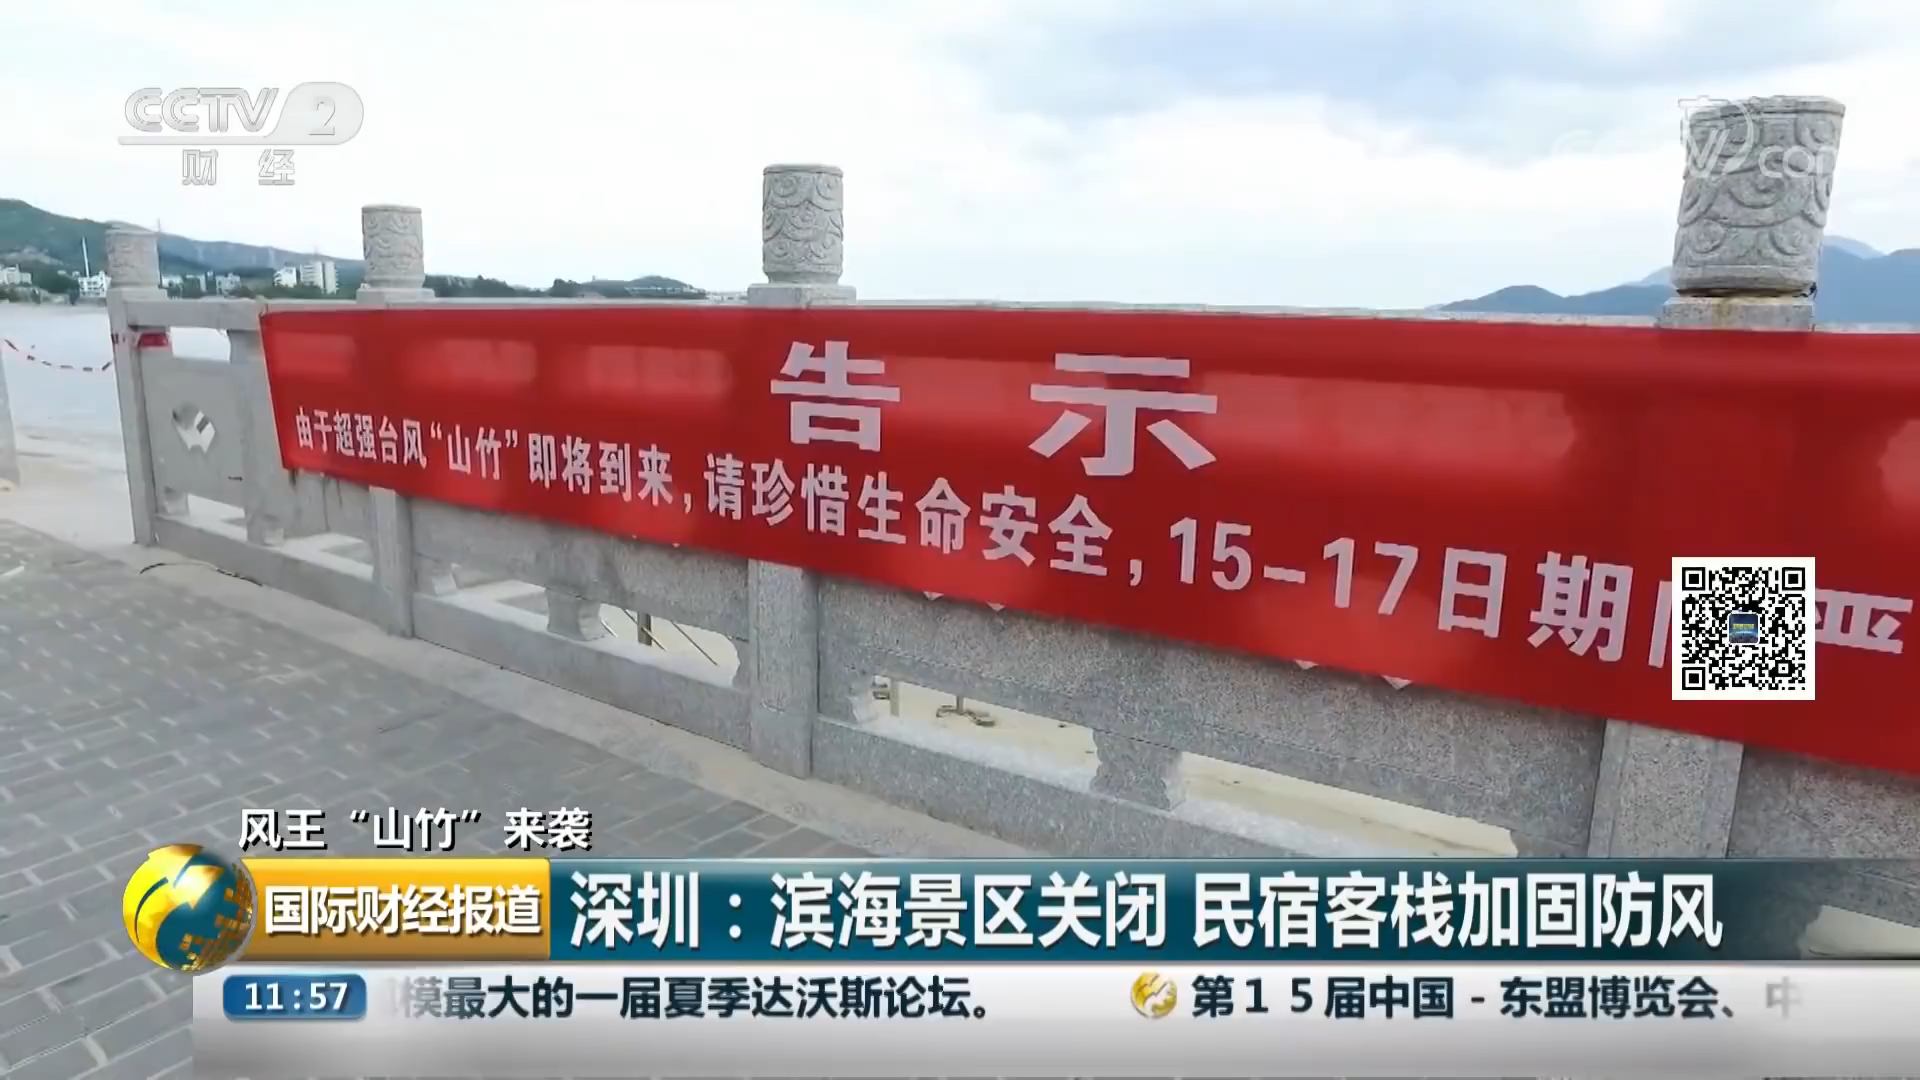 CCTV 2
财 经
告 示
由于超强台风“山竹”即将到来,请珍惜生命安全,15-17日期
风王“山竹”来袭
国际财经报道
深圳：滨海景区关闭 民宿客栈加固防风
11:57
模最大的一届夏季达沃斯论坛。 第15届中国-东盟博览会、中